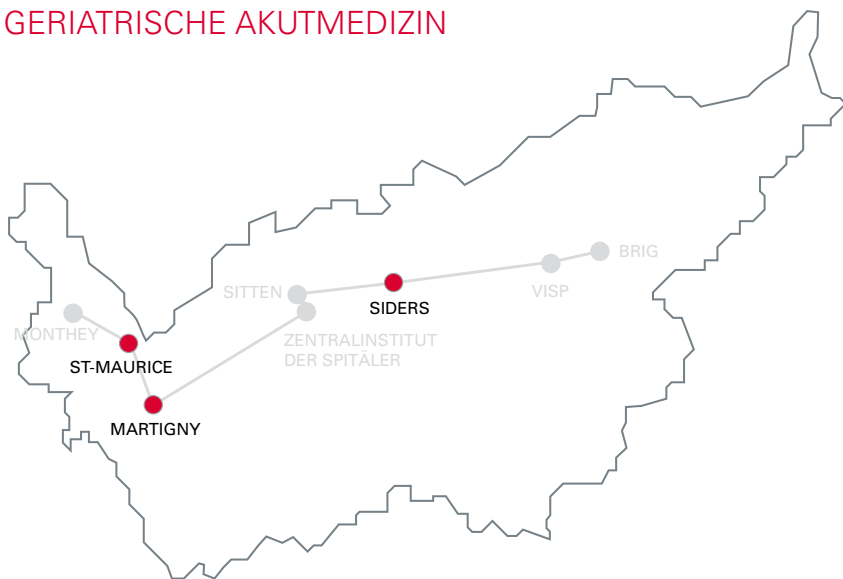 GERIATRISCHE AKUTMEDIZIN
BRIG
SITTEN
VISP
SIDERS
MONTHEY
ZENTRALINSTITUT
DER SPITÄLER
ST-MAURICE
MARTIGNY